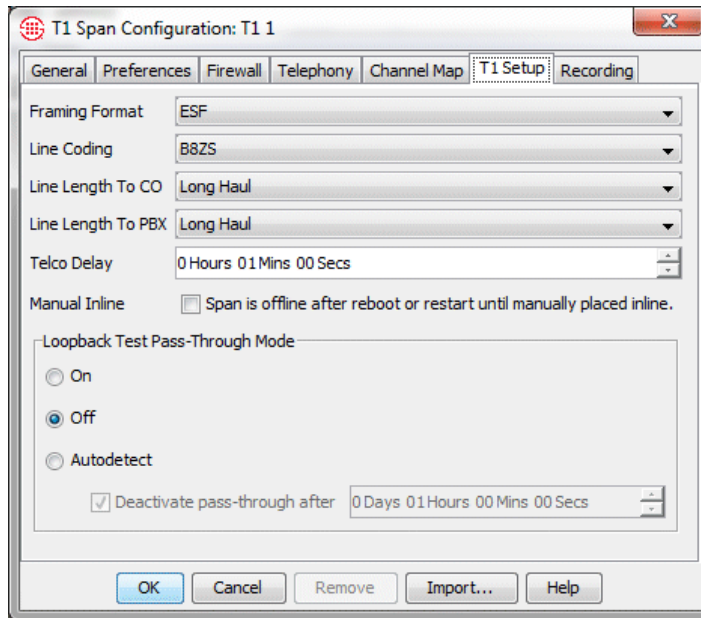 T1 Span Configuration: T1 1
General Preferences Firewall Telephony Channel Map T1 Setup Recording
Framing Format ESF
Line Coding B8ZS
Line Length To CO Long Haul
Line Length To PBX Long Haul
Telco Delay 0 Hours 01 Mins 00 Secs
Manual Inline Span is offline after reboot or restart until manually placed inline.
Loopback Test Pass-Through Mode
On
Off
Autodetect
Deactivate pass-through after 0 Days 01 Hours 00 Mins 00 Secs
OK Cancel Remove Import... Help